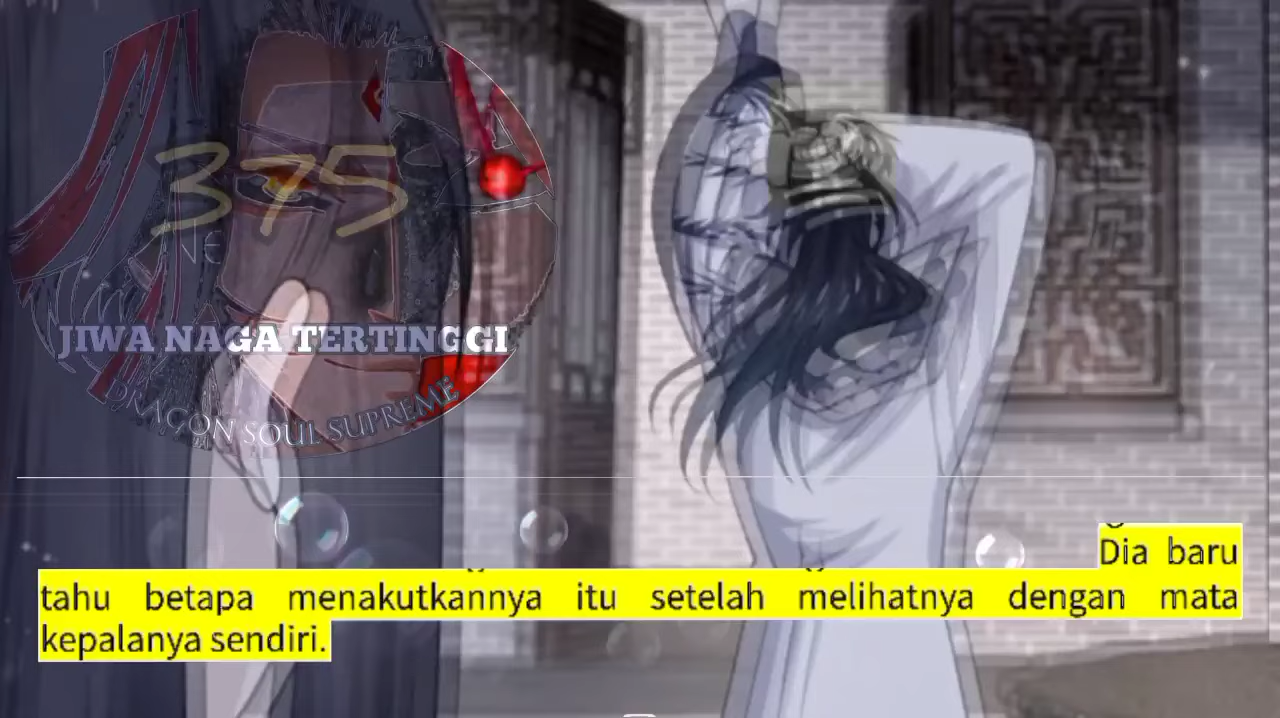 375
NE
JIWA NAGA TERTINGGI
DRAGON SOUL SUPREME
Dia baru
tahu betapa menakutkannya itu setelah melihatnya dengan mata
kepalanya sendiri.